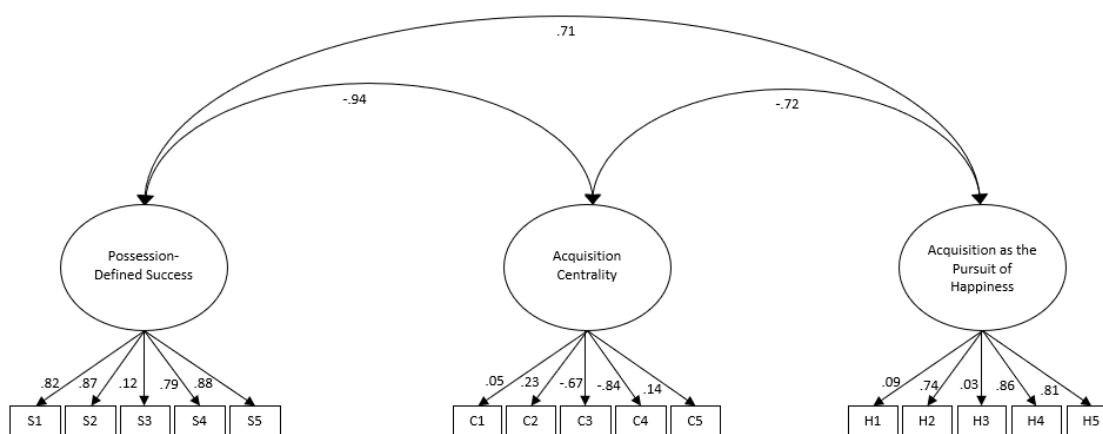 .71
-.94
-.72
Possession-
Defined Success
Acquisition
Centrality
Acquisition as the
Pursuit of
Happiness
.82 .87 .12 .79 .88
.05 .23 -.67 -.84 .14
.09 .74 .03 .86 .81
S1 S2 S3 S4 S5
C1 C2 C3 C4 C5
H1 H2 H3 H4 H5